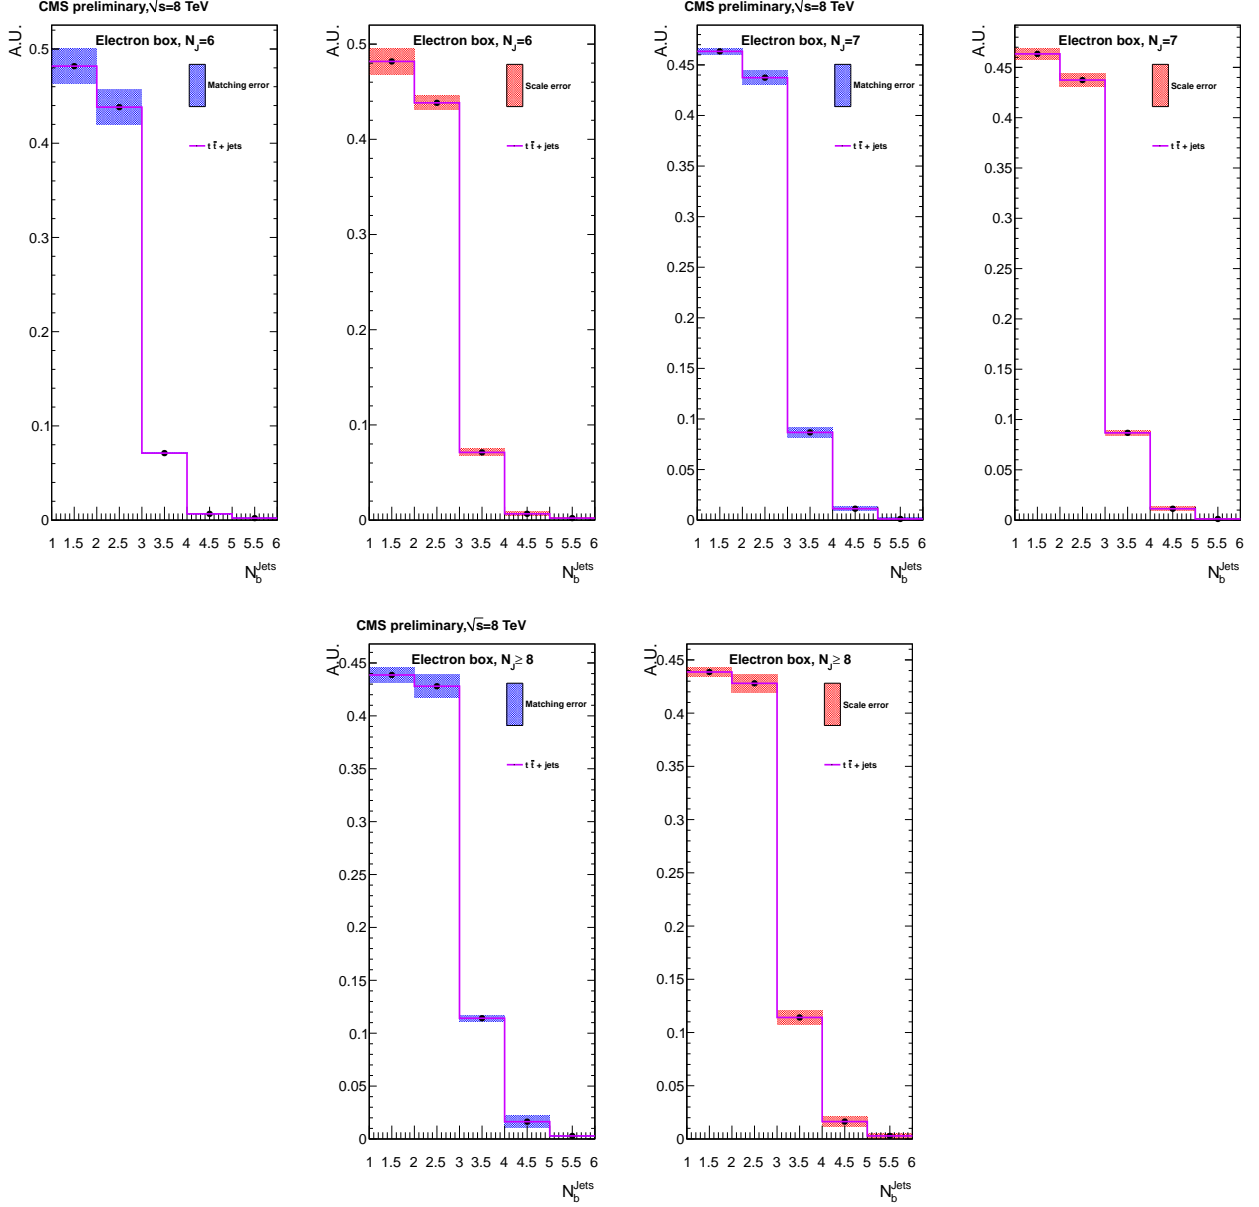 CMS preliminary,√s=8 TeV
A.U.
Electron box, N_J=6
Matching error
t t̄ + jets
0.5
0.4
0.3
0.2
0.1
0
1 1.5 2 2.5 3 3.5 4 4.5 5 5.5 6
N_b^Jets
Electron box, N_J=6
Scale error
t t̄ + jets
0.5
0.4
0.3
0.2
0.1
0
1 1.5 2 2.5 3 3.5 4 4.5 5 5.5 6
N_b^Jets
CMS preliminary,√s=8 TeV
A.U.
Electron box, N_J=7
Matching error
t t̄ + jets
0.45
0.4
0.35
0.3
0.25
0.2
0.15
0.1
0.05
0
1 1.5 2 2.5 3 3.5 4 4.5 5 5.5 6
N_b^Jets
Electron box, N_J=7
Scale error
t t̄ + jets
0.45
0.4
0.35
0.3
0.25
0.2
0.15
0.1
0.05
0
1 1.5 2 2.5 3 3.5 4 4.5 5 5.5 6
N_b^Jets
CMS preliminary,√s=8 TeV
A.U.
Electron box, N_J≥ 8
Matching error
t t̄ + jets
0.45
0.4
0.35
0.3
0.25
0.2
0.15
0.1
0.05
0
1 1.5 2 2.5 3 3.5 4 4.5 5 5.5 6
N_b^Jets
A.U.
Electron box, N_J≥ 8
Scale error
t t̄ + jets
0.45
0.4
0.35
0.3
0.25
0.2
0.15
0.1
0.05
0
1 1.5 2 2.5 3 3.5 4 4.5 5 5.5 6
N_b^Jets